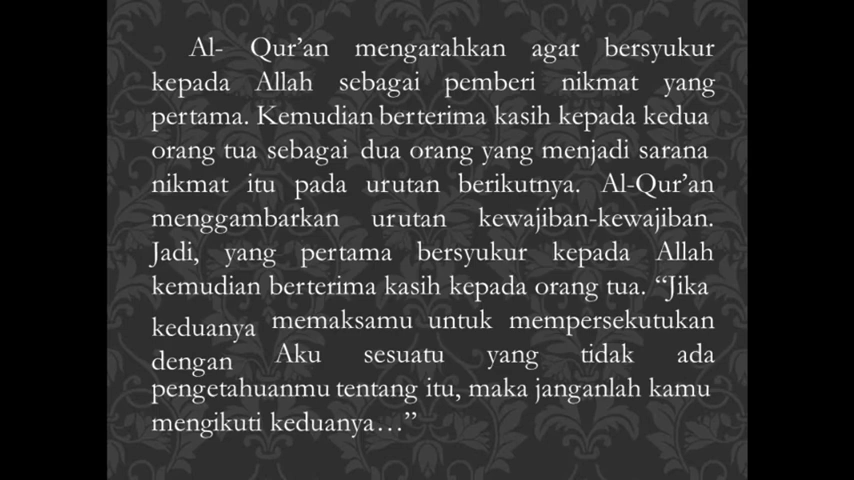 Al- Qur’an mengarahkan agar bersyukur
kepada Allah sebagai pemberi nikmat yang
pertama. Kemudian berterima kasih kepada kedua
orang tua sebagai dua orang yang menjadi sarana
nikmat itu pada urutan berikutnya. Al-Qur’an
menggambarkan urutan kewajiban-kewajiban.
Jadi, yang pertama bersyukur kepada Allah
kemudian berterima kasih kepada orang tua. “Jika
keduanya memaksamu untuk mempersekutukan
dengan Aku sesuatu yang tidak ada
pengetahuanmu tentang itu, maka janganlah kamu
mengikuti keduanya…”